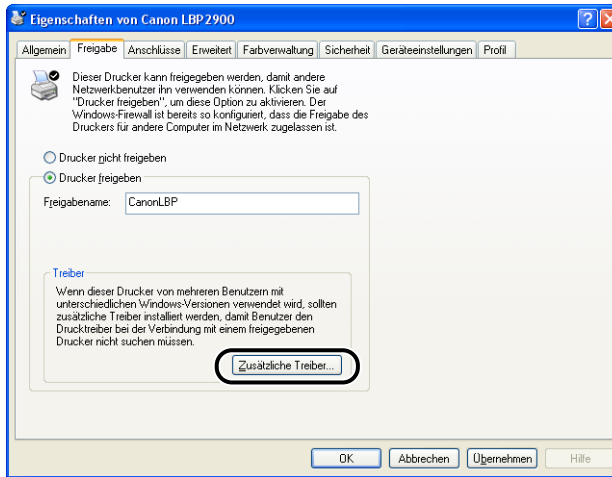 Eigenschaften von Canon LBP2900
Allgemein Freigabe Anschlüsse Erweitert Farbverwaltung Sicherheit Geräteeinstellungen Profil
Dieser Drucker kann freigegeben werden, damit andere
Netzwerkbenutzer ihn verwenden können. Klicken Sie auf
"Drucker freigeben", um diese Option zu aktivieren. Der
Windows-Firewall ist bereits so konfiguriert, dass die Freigabe des
Druckers für andere Computer im Netzwerk zugelassen ist.
Drucker nicht freigeben
Drucker freigeben
Freigabename: CanonLBP
Treiber
Wenn dieser Drucker von mehreren Benutzern mit
unterschiedlichen Windows-Versionen verwendet wird, sollten
zusätzliche Treiber installiert werden, damit Benutzer den
Drucktreiber bei der Verbindung mit einem freigegebenen
Drucker nicht suchen müssen.
Zusätzliche Treiber...
OK Abbrechen Übernehmen Hilfe